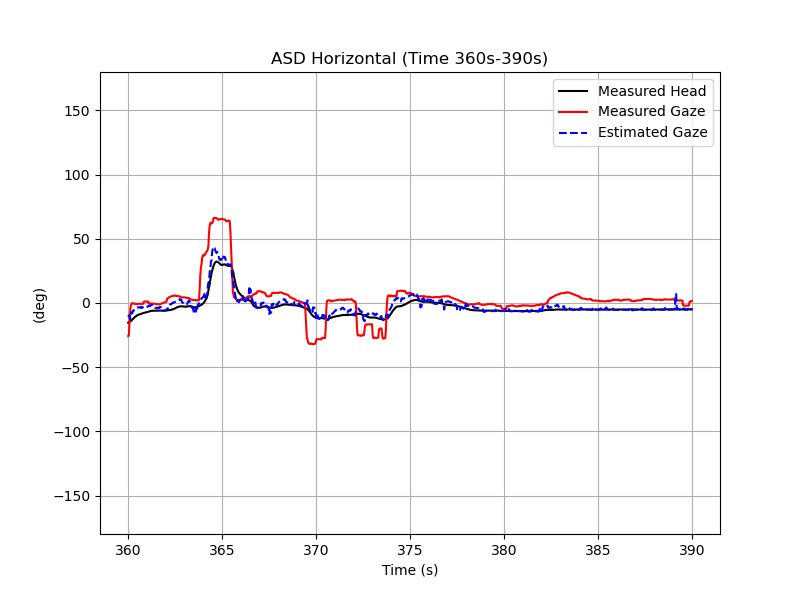 ASD Horizontal (Time 360s-390s)
Measured Head
Measured Gaze
Estimated Gaze
150
100
50
0
−50
−100
−150
(deg)
360 365 370 375 380 385 390
Time (s)